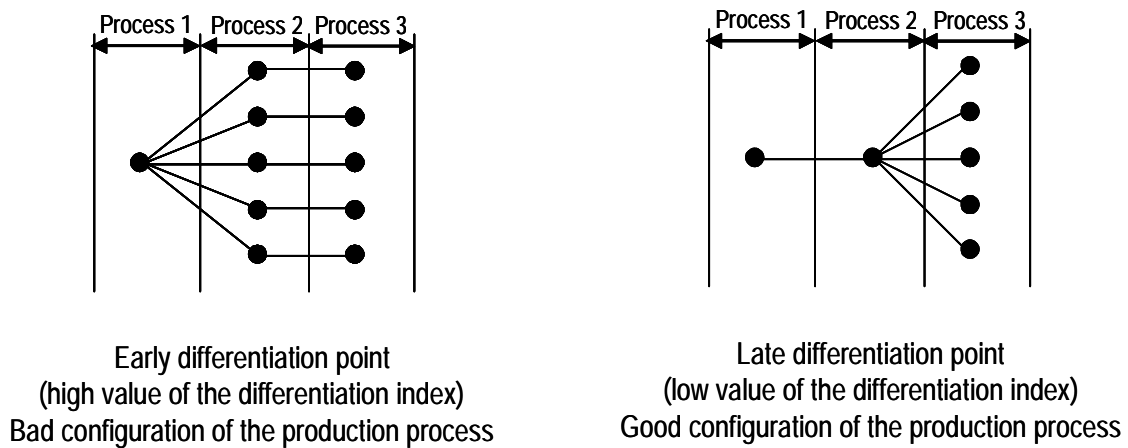 Process 1 Process 2 Process 3
Early differentiation point
(high value of the differentiation index)
Bad configuration of the production process
Process 1 Process 2 Process 3
Late differentiation point
(low value of the differentiation index)
Good configuration of the production process